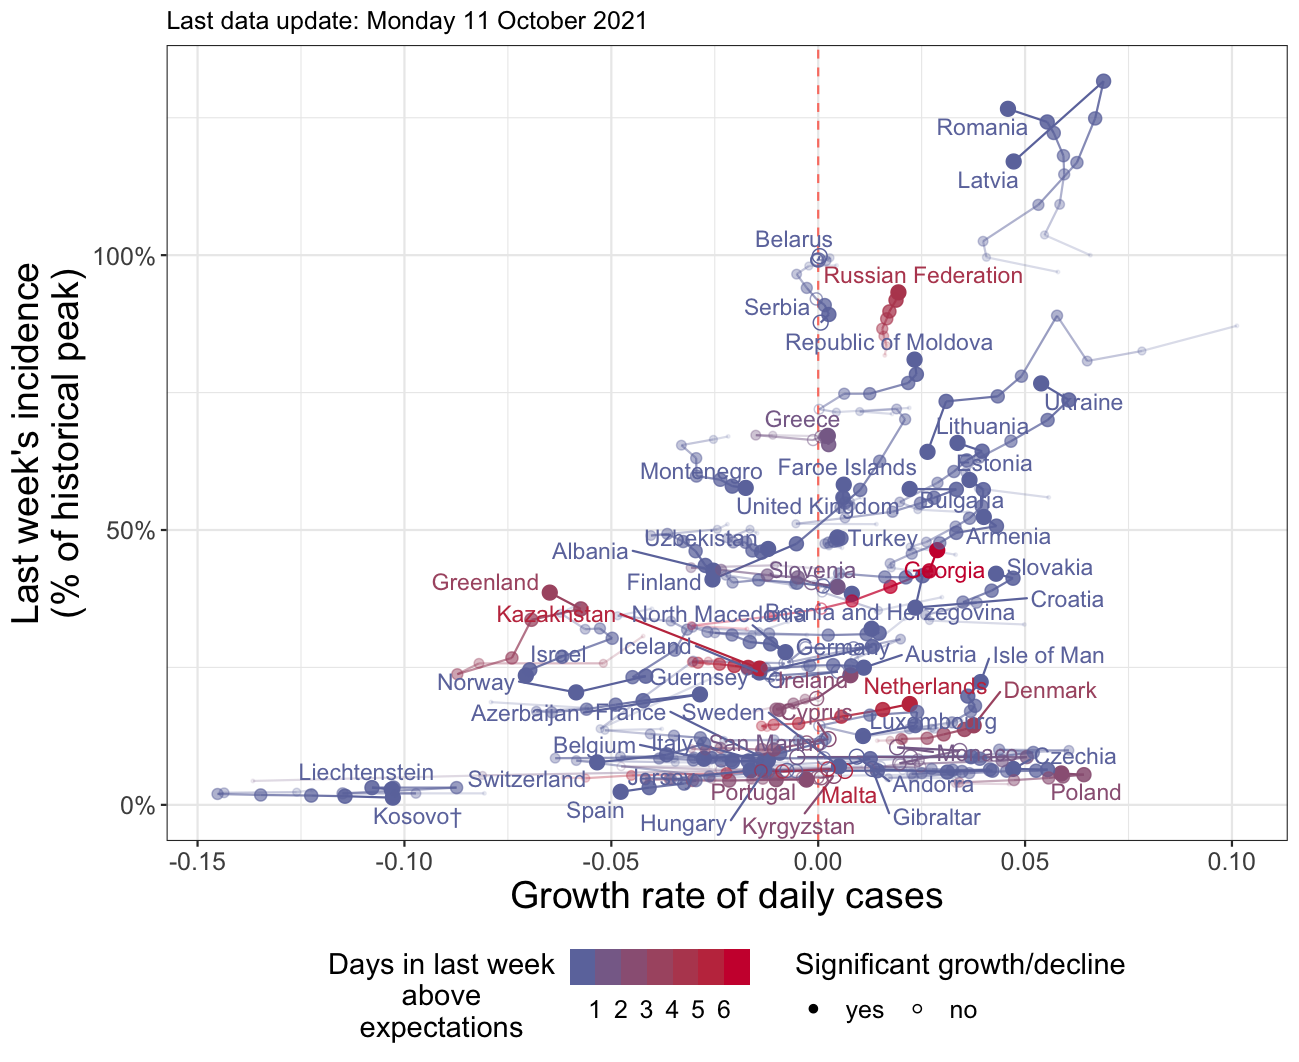 Last data update: Monday 11 October 2021
Last week's incidence
(% of historical peak)
100%
50%
0%
Romania
Latvia
Belarus
Russian Federation
Serbia
Republic of Moldova
Ukraine
Greece
Lithuania
Montenegro
Faroe Islands
Estonia
United Kingdom
Bulgaria
Uzbekistan
Turkey
Armenia
Albania
Slovenia
Georgia
Slovakia
Greenland
Finland
Croatia
Kazakhstan
North Macedonia
Bosnia and Herzegovina
Israel
Iceland
Germany
Austria
Isle of Man
Norway
Guernsey
Ireland
Netherlands
Denmark
Azerbaijan
France
Sweden
Cyprus
Luxembourg
Belgium
Italy
San Marino
Monaco
Czechia
Liechtenstein
Switzerland
Jersey
Portugal
Malta
Andorra
Poland
Kosovo†
Spain
Hungary
Kyrgyzstan
Gibraltar
-0.15
-0.10
-0.05
0.00
0.05
0.10
Growth rate of daily cases
Days in last week
above
expectations
1 2 3 4 5 6
Significant growth/decline
yes
no